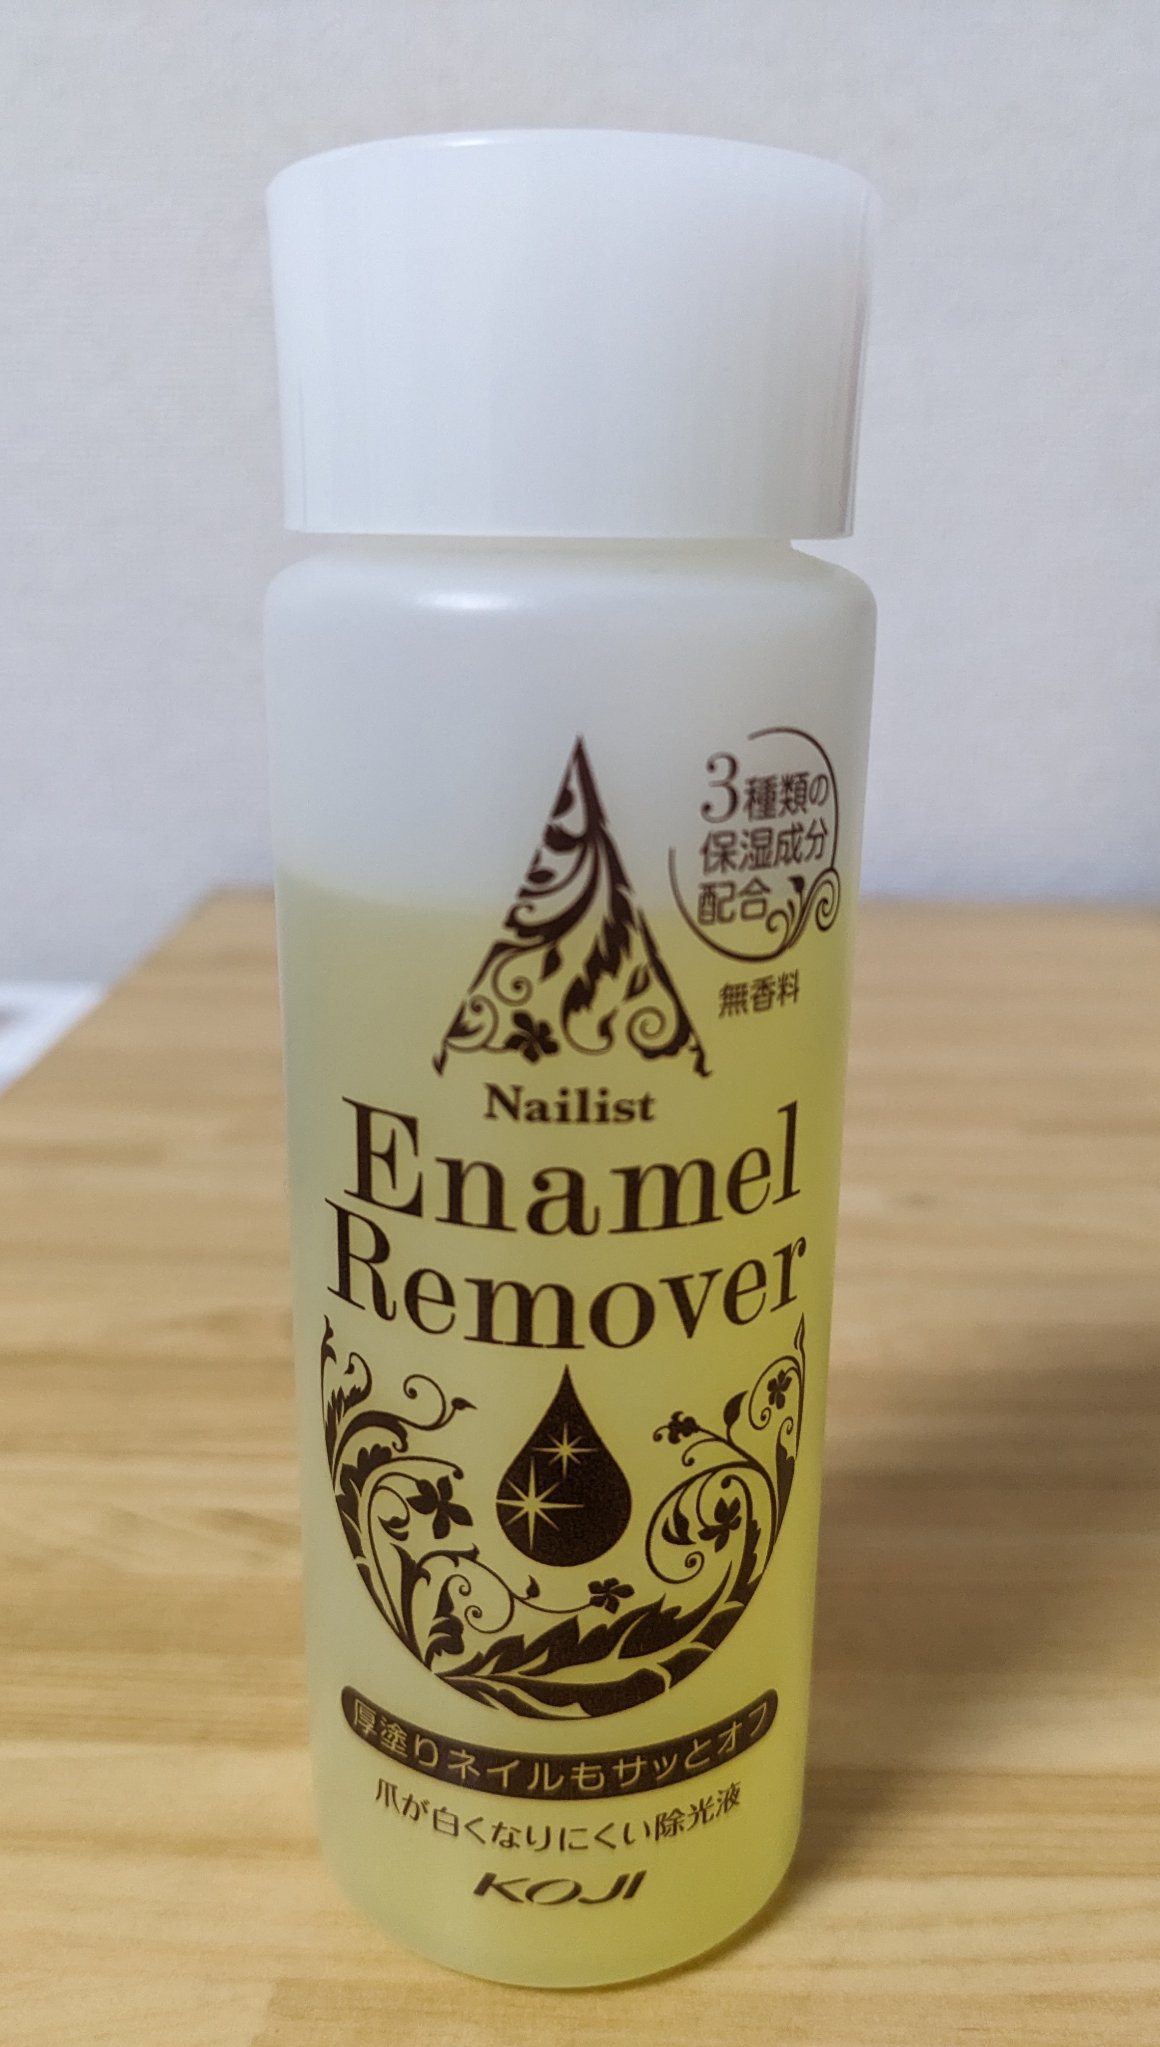 3種類の
保湿成分
配合
無香料
Nailist
Enamel
Remover
厚塗りネイルもサッとオフ
爪が白くなりにくい除光液
KOJI